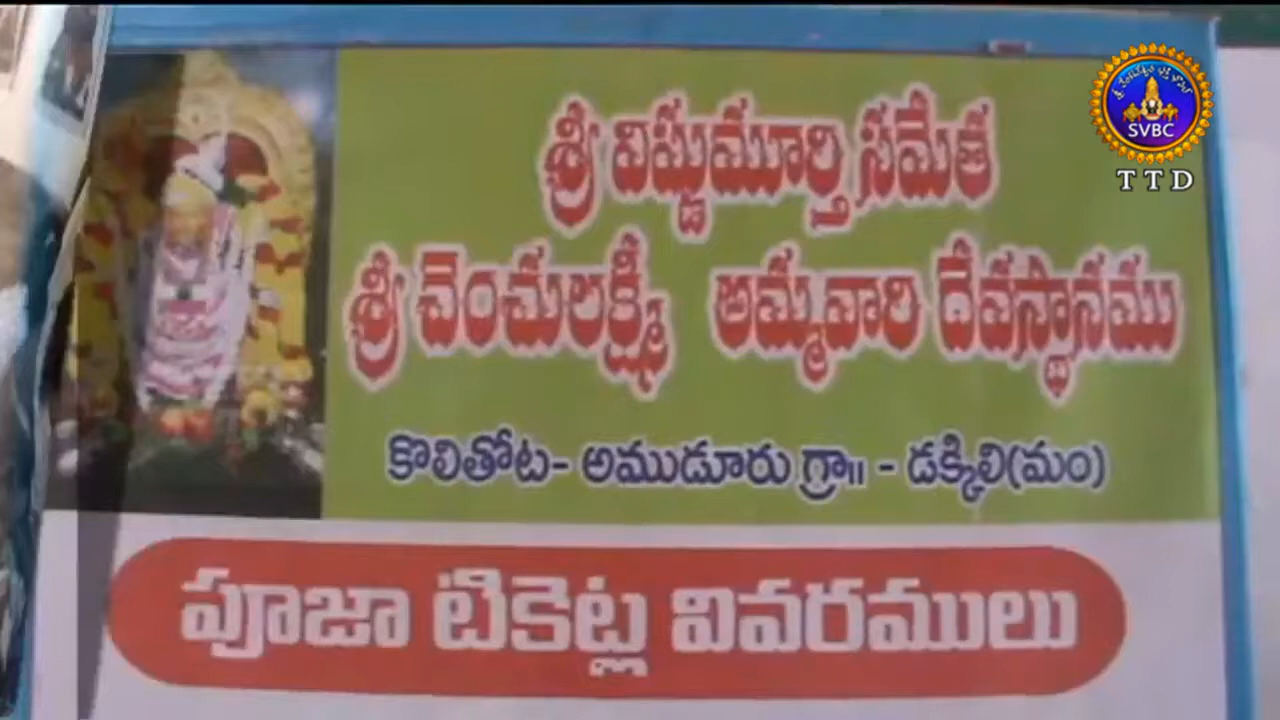 శ్రీ విష్ణుమూర్తి సమేత
శ్రీ చెంచులక్ష్మి అమ్మవారి దేవస్థానము
కొలితోట- అముడూరు గ్రా॥ - డక్కిలి(మం)
పూజా టికెట్ల వివరములు
SVBC
TTD